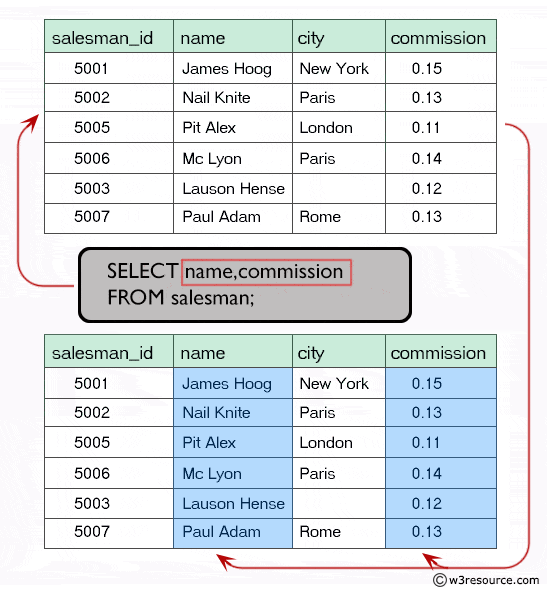 salesman_id name city commission
5001 James Hoog New York 0.15
5002 Nail Knite Paris 0.13
5005 Pit Alex London 0.11
5006 Mc Lyon Paris 0.14
5003 Lauson Hense 0.12
5007 Paul Adam Rome 0.13
SELECT name,commission
FROM salesman;
salesman_id name city commission
5001 James Hoog New York 0.15
5002 Nail Knite Paris 0.13
5005 Pit Alex London 0.11
5006 Mc Lyon Paris 0.14
5003 Lauson Hense 0.12
5007 Paul Adam Rome 0.13
© w3resource.com